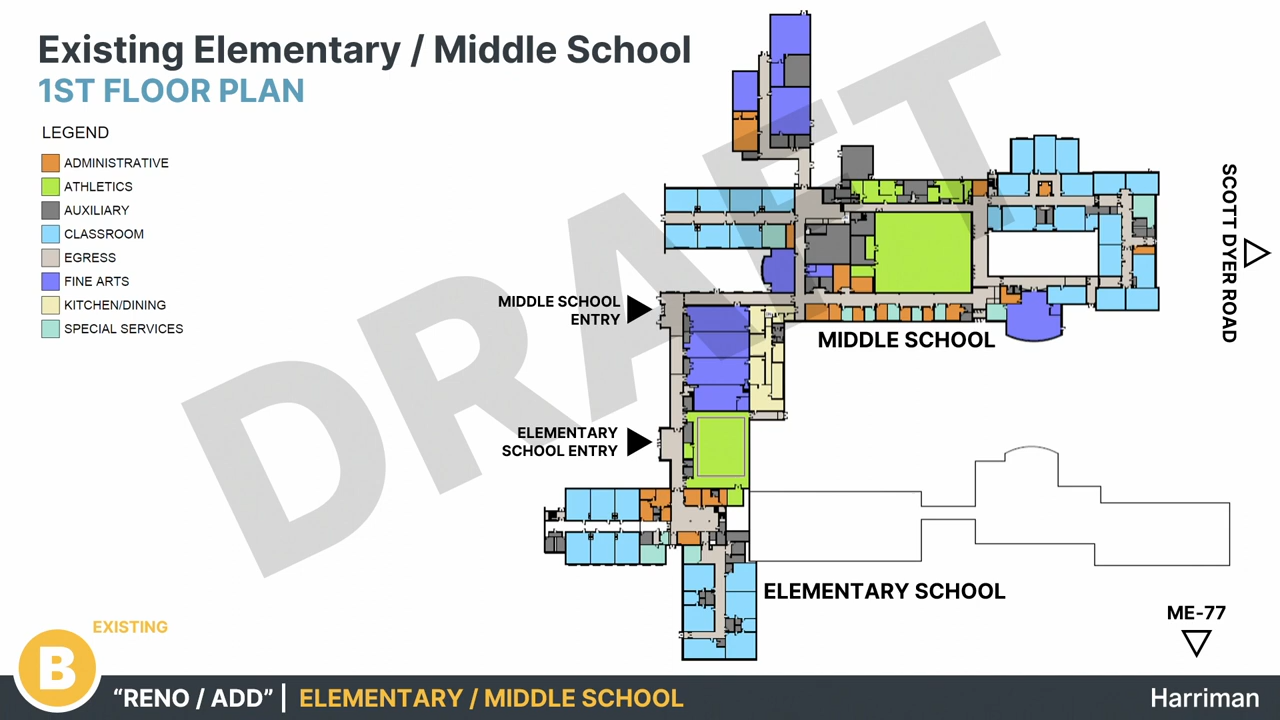 Existing Elementary / Middle School
1ST FLOOR PLAN
LEGEND
ADMINISTRATIVE
ATHLETICS
AUXILIARY
CLASSROOM
EGRESS
FINE ARTS
KITCHEN/DINING
SPECIAL SERVICES
DRAFT
SCOTT DYER ROAD
MIDDLE SCHOOL
ENTRY
MIDDLE SCHOOL
ELEMENTARY
SCHOOL ENTRY
ELEMENTARY SCHOOL
ME-77
EXISTING
B
“RENO / ADD” | ELEMENTARY / MIDDLE SCHOOL
Harriman